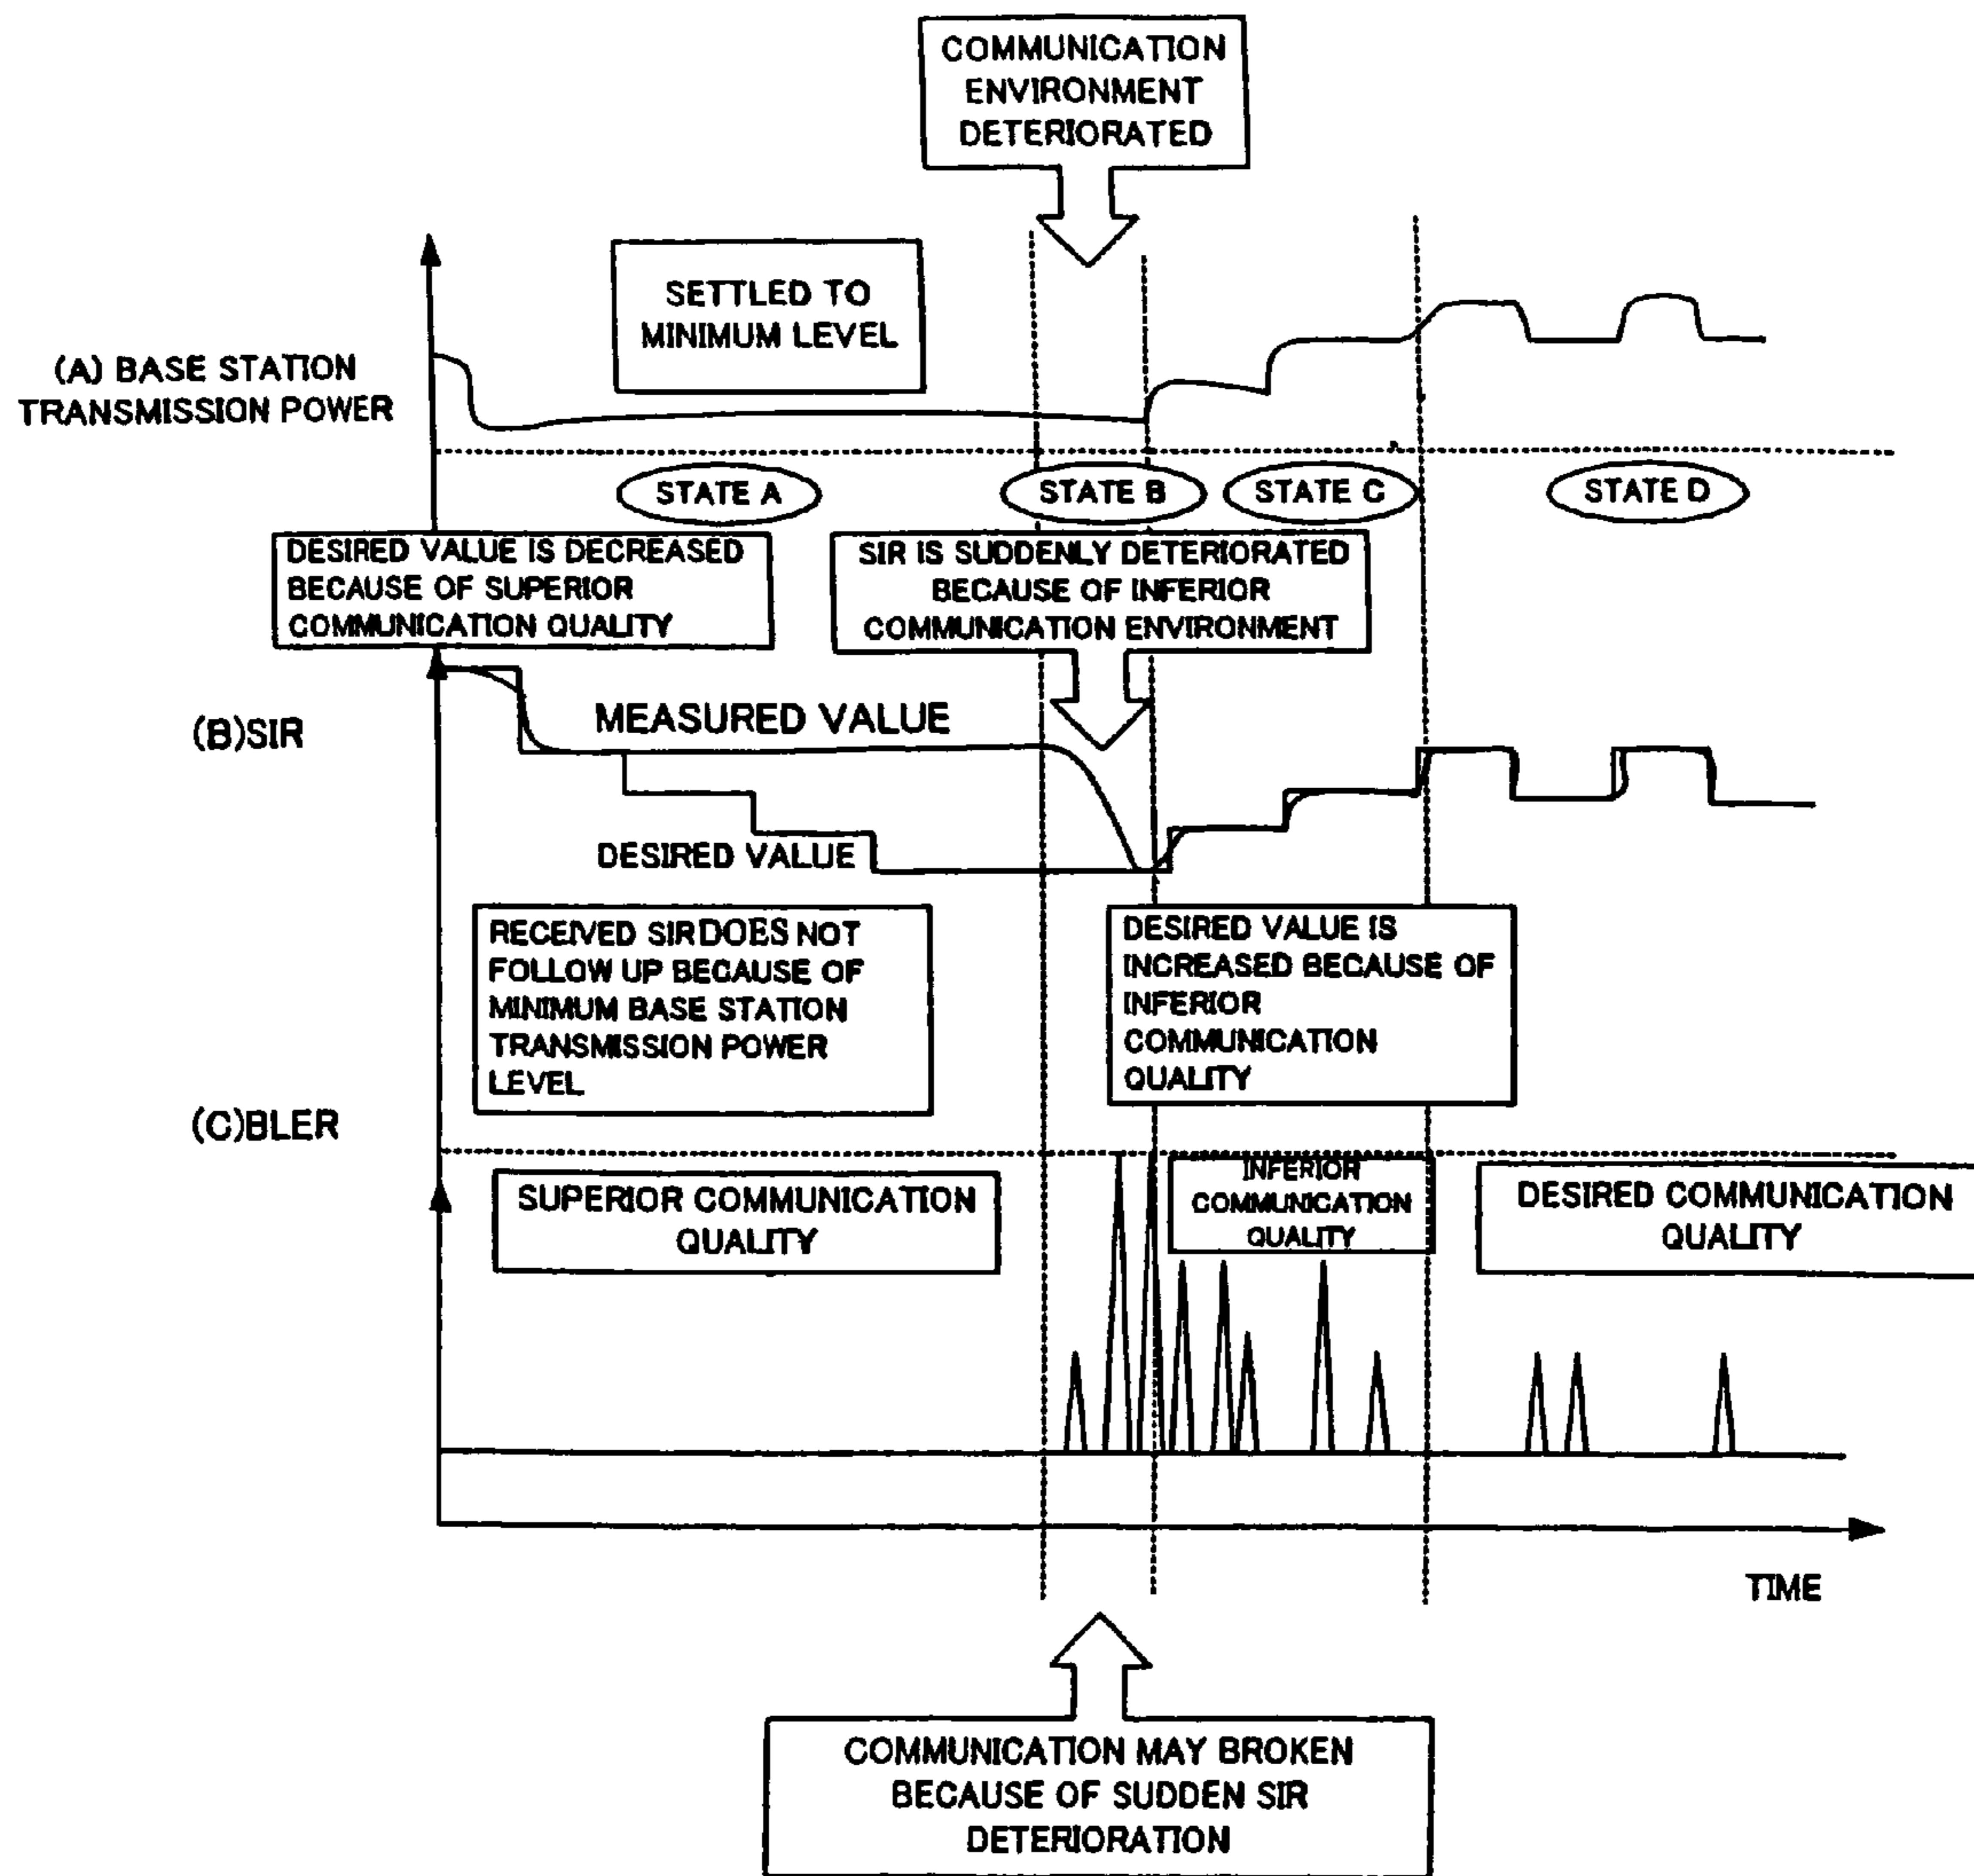 COMMUNICATION
ENVIRONMENT
DETERIORATED
SETTLED TO
MINIMUM LEVEL
(A) BASE STATION
TRANSMISSION POWER
STATE A
STATE B
STATE C
STATE D
DESIRED VALUE IS DECREASED
BECAUSE OF SUPERIOR
COMMUNICATION QUALITY
SIR IS SUDDENLY DETERIORATED
BECAUSE OF INFERIOR
COMMUNICATION ENVIRONMENT
(B)SIR
MEASURED VALUE
DESIRED VALUE
RECEIVED SIR DOES NOT
FOLLOW UP BECAUSE OF
MINIMUM BASE STATION
TRANSMISSION POWER
LEVEL
DESIRED VALUE IS
INCREASED BECAUSE OF
INFERIOR
COMMUNICATION
QUALITY
(C)BLER
SUPERIOR COMMUNICATION
QUALITY
INFERIOR
COMMUNICATION
QUALITY
DESIRED COMMUNICATION
QUALITY
TIME
COMMUNICATION MAY BROKEN
BECAUSE OF SUDDEN SIR
DETERIORATION